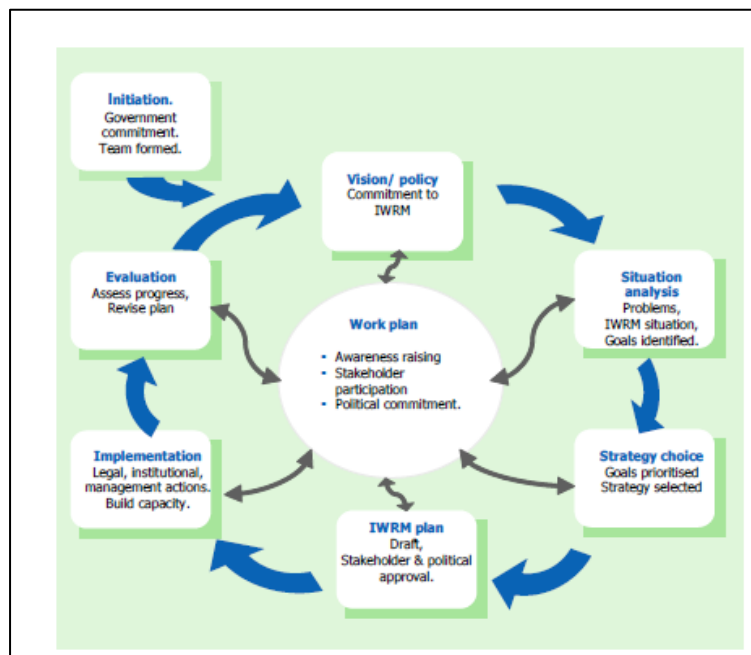 Initiation.
Government
commitment.
Team formed.
Vision/ policy
Commitment to
IWRM
Situation
analysis
Problems,
IWRM situation,
Goals identified.
Strategy choice
Goals prioritised
Strategy selected
IWRM plan
Draft,
Stakeholder & political
approval.
Implementation
Legal, institutional,
management actions.
Build capacity.
Evaluation
Assess progress,
Revise plan
Work plan
• Awareness raising
• Stakeholder
participation
• Political commitment.